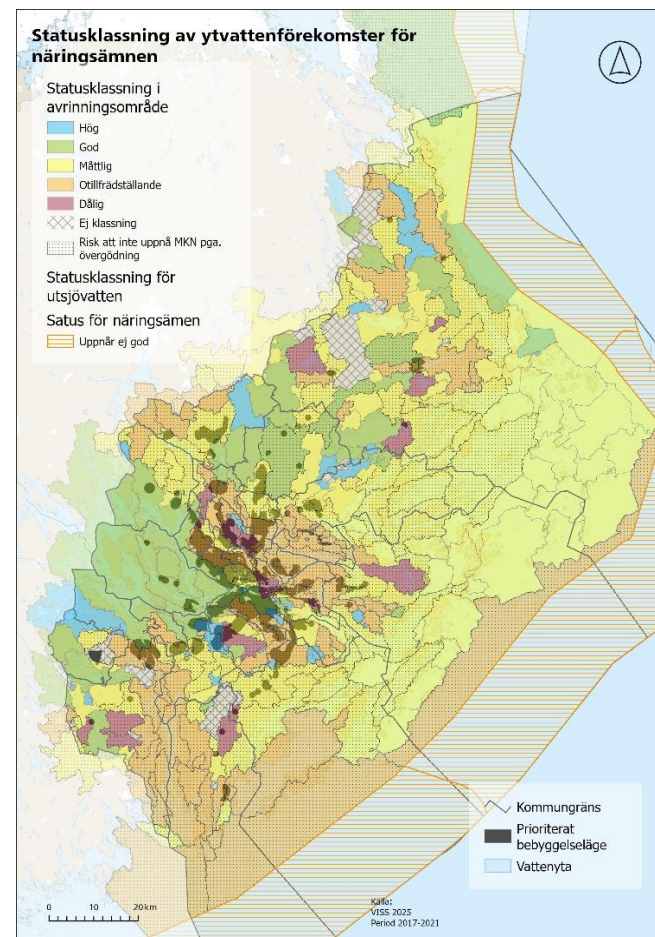 Statusklassning av ytvattenförekomster för
näringsämnen
Statusklassning i
avrinningsområde
Hög
God
Måttlig
Otillfrädställande
Dålig
Ej klassning
Risk att inte uppnå MKN pga.
övergödning
Statusklassning för
utsjövatten
Satus för näringsämen
Uppnår ej god
Kommungräns
Prioriterat
bebyggelseläge
Vattenyta
0 10 20 km
Källa:
VISS 2025
Period 2017-2021